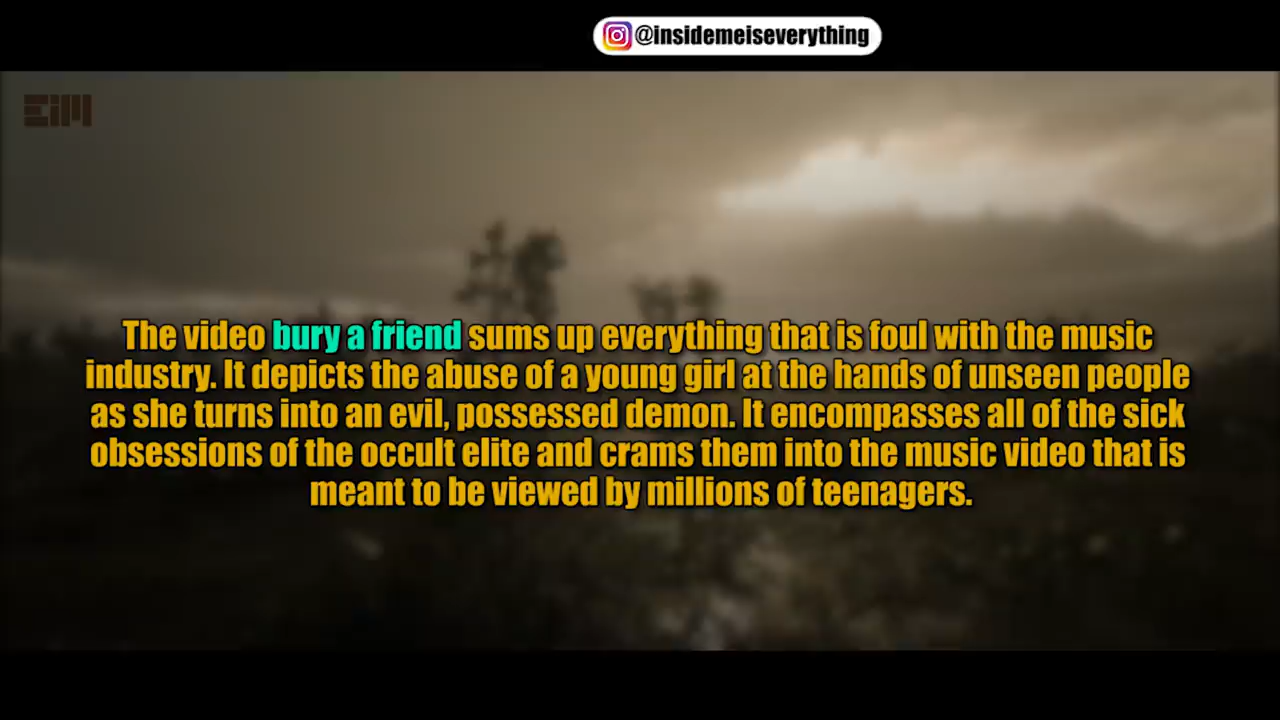 @insidemeiseverything
EiM
The video bury a friend sums up everything that is foul with the music
industry. It depicts the abuse of a young girl at the hands of unseen people
as she turns into an evil, possessed demon. It encompasses all of the sick
obsessions of the occult elite and crams them into the music video that is
meant to be viewed by millions of teenagers.